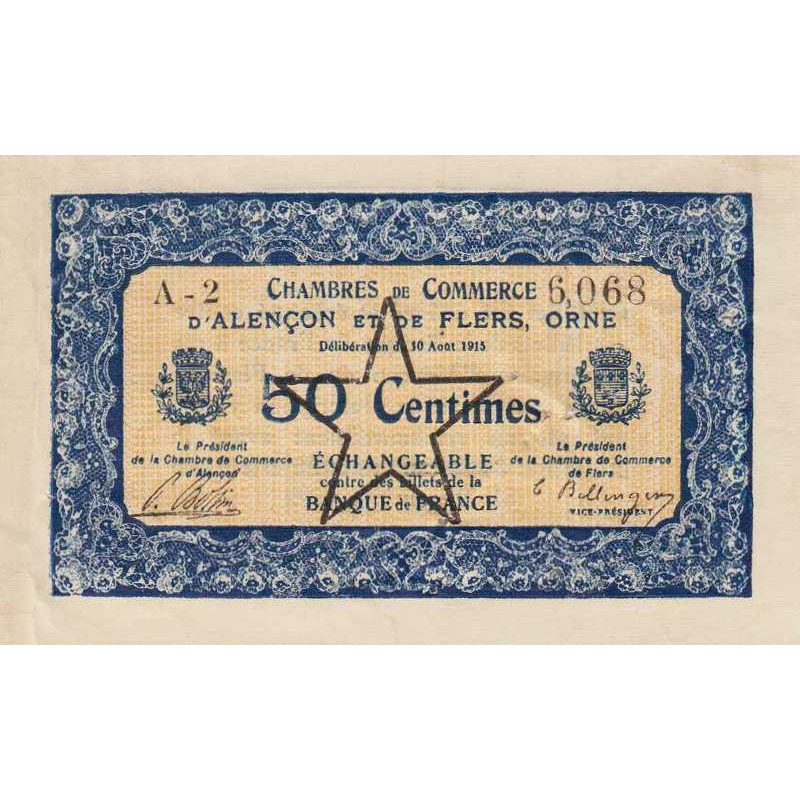 A - 2 CHAMBRES DE COMMERCE 6,068
D'ALENÇON ET DE FLERS, ORNE
Délibération du 10 Août 1915
50 Centimes
Le Président
de la Chambre de Commerce
d'Alençon
ÉCHANGEABLE
contre des billets de la
BANQUE de FRANCE
Le Président
de la Chambre de Commerce
de Flers
VICE-PRÉSIDENT